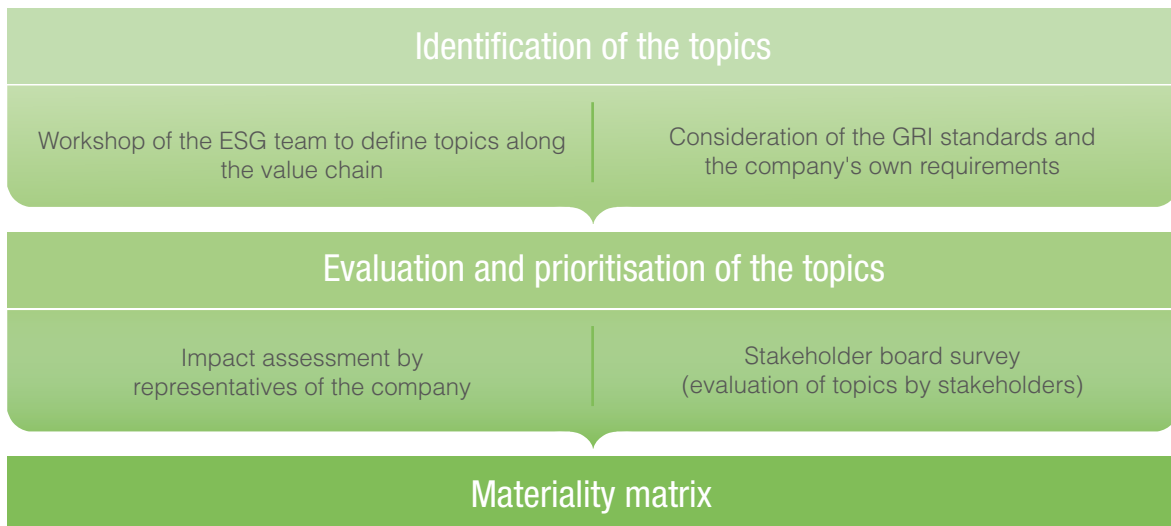 Identification of the topics
Workshop of the ESG team to define topics along
the value chain
Consideration of the GRI standards and
the company's own requirements
Evaluation and prioritisation of the topics
Impact assessment by
representatives of the company
Stakeholder board survey
(evaluation of topics by stakeholders)
Materiality matrix